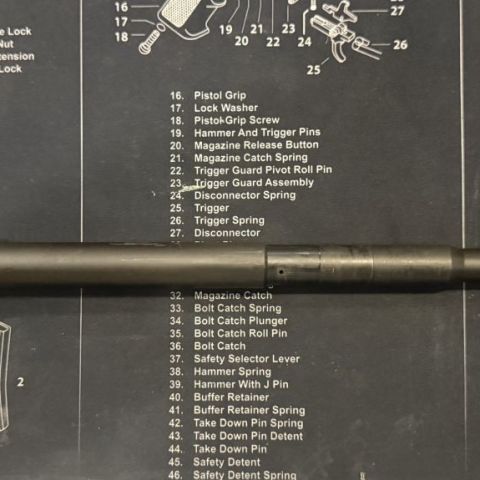 16
17
18
19
20
21
22
23
24
25
26
27
e Lock
Nut
tension
Lock
16. Pistol Grip
17. Lock Washer
18. Pistol Grip Screw
19. Hammer And Trigger Pins
20. Magazine Release Button
21. Magazine Catch Spring
22. Trigger Guard Pivot Roll Pin
23. Trigger Guard Assembly
24. Disconnector Spring
25. Trigger
26. Trigger Spring
27. Disconnector
32. Magazine Catch
33. Bolt Catch Spring
34. Bolt Catch Plunger
35. Bolt Catch Roll Pin
36. Bolt Catch
37. Safety Selector Lever
38. Hammer Spring
39. Hammer With J Pin
40. Buffer Retainer
41. Buffer Retainer Spring
42. Take Down Pin Spring
43. Take Down Pin Detent
44. Take Down Pin
45. Safety Detent
46. Safety Detent Spring
2